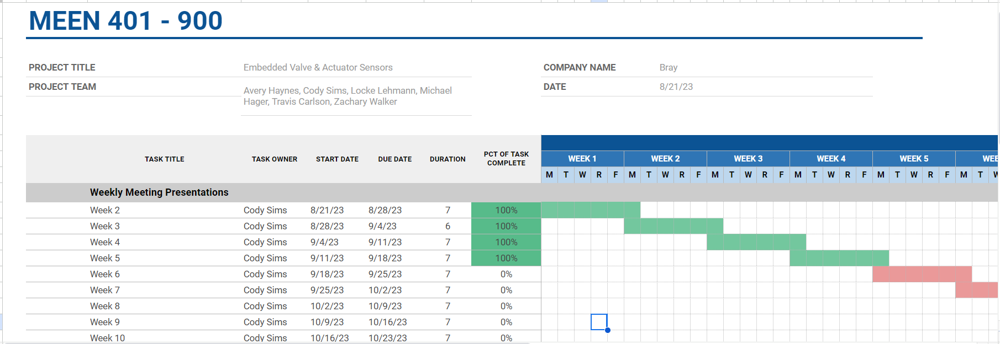 MEEN 401 - 900
PROJECT TITLE Embedded Valve & Actuator Sensors COMPANY NAME Bray
PROJECT TEAM Avery Haynes, Cody Sims, Locke Lehmann, Michael Hager, Travis Carlson, Zachary Walker DATE 8/21/23
TASK TITLE TASK OWNER START DATE DUE DATE DURATION PCT OF TASK COMPLETE
WEEK 1 WEEK 2 WEEK 3 WEEK 4 WEEK 5 WEE
M T W R F M T W R F M T W R F M T W R F M T W R F M T W
Weekly Meeting Presentations
Week 2 Cody Sims 8/21/23 8/28/23 7 100%
Week 3 Cody Sims 8/28/23 9/4/23 6 100%
Week 4 Cody Sims 9/4/23 9/11/23 7 100%
Week 5 Cody Sims 9/11/23 9/18/23 7 100%
Week 6 Cody Sims 9/18/23 9/25/23 7 0%
Week 7 Cody Sims 9/25/23 10/2/23 7 0%
Week 8 Cody Sims 10/2/23 10/9/23 7 0%
Week 9 Cody Sims 10/9/23 10/16/23 7 0%
Week 10 Cody Sims 10/16/23 10/23/23 7 0%